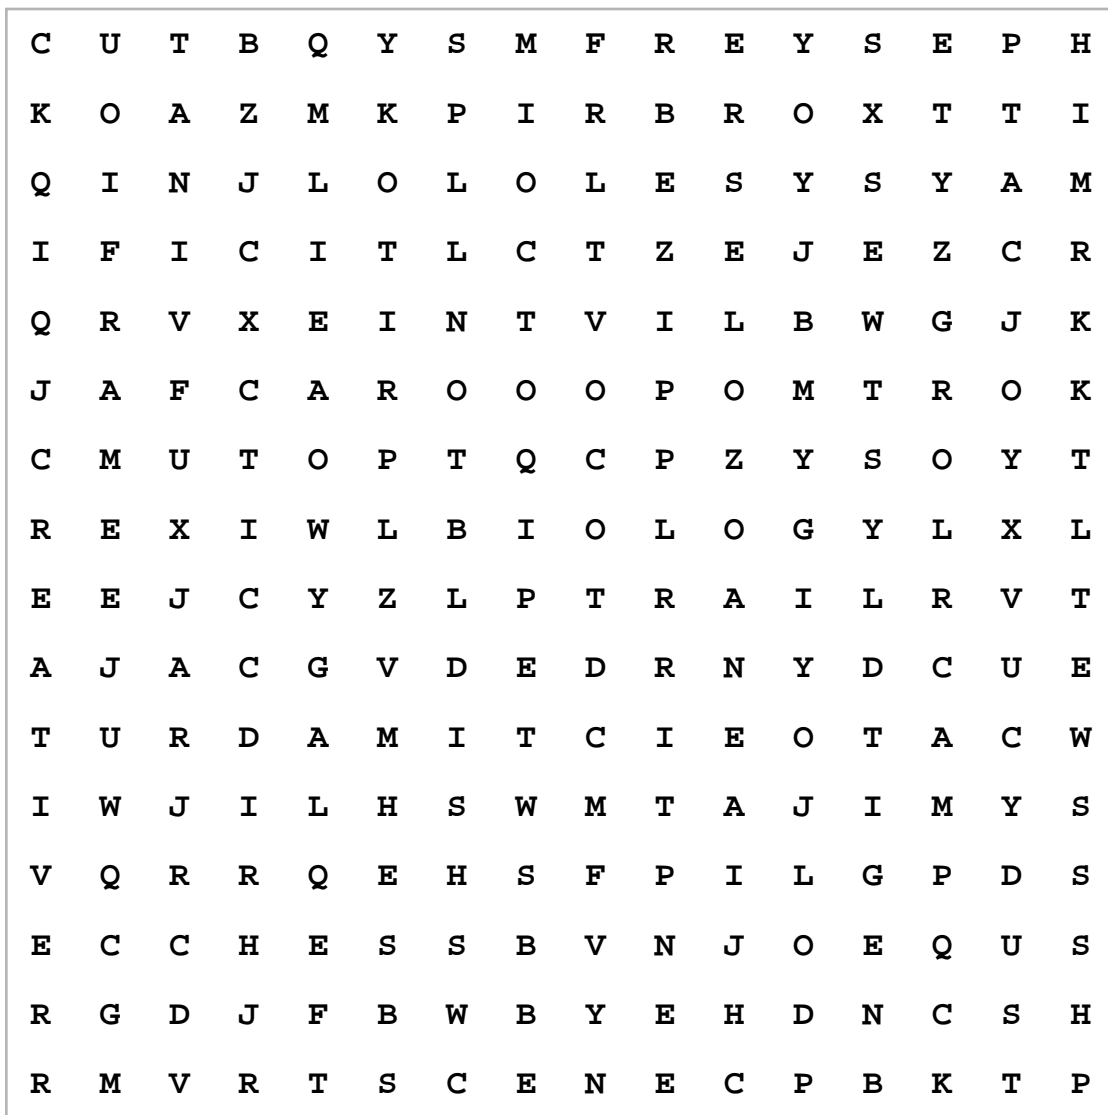 C U T B Q Y S M F R E Y S E P H
K O A Z M K P I R B R O X T T I
Q I N J L O L O L E S Y S Y A M
I F I C I T L C T Z E J E Z C R
Q R V X E I N T V I L B W G J K
J A F C A R O O O P O M T R O K
C M U T O P T Q C P Z Y S O Y T
R E X I W L B I O L O G Y L X L
E E J C Y Z L P T R A I L R V T
A J A C G V D E D R N Y D C U E
T U R D A M I T C I E O T A C W
I W J I L H S W M T A J I M Y S
V Q R R Q E H S F P I L G P D S
E C C H E S S B V N J O E Q U S
R G D J F B W B Y E H D N C S H
R M V R T S C E N E C P B K T P